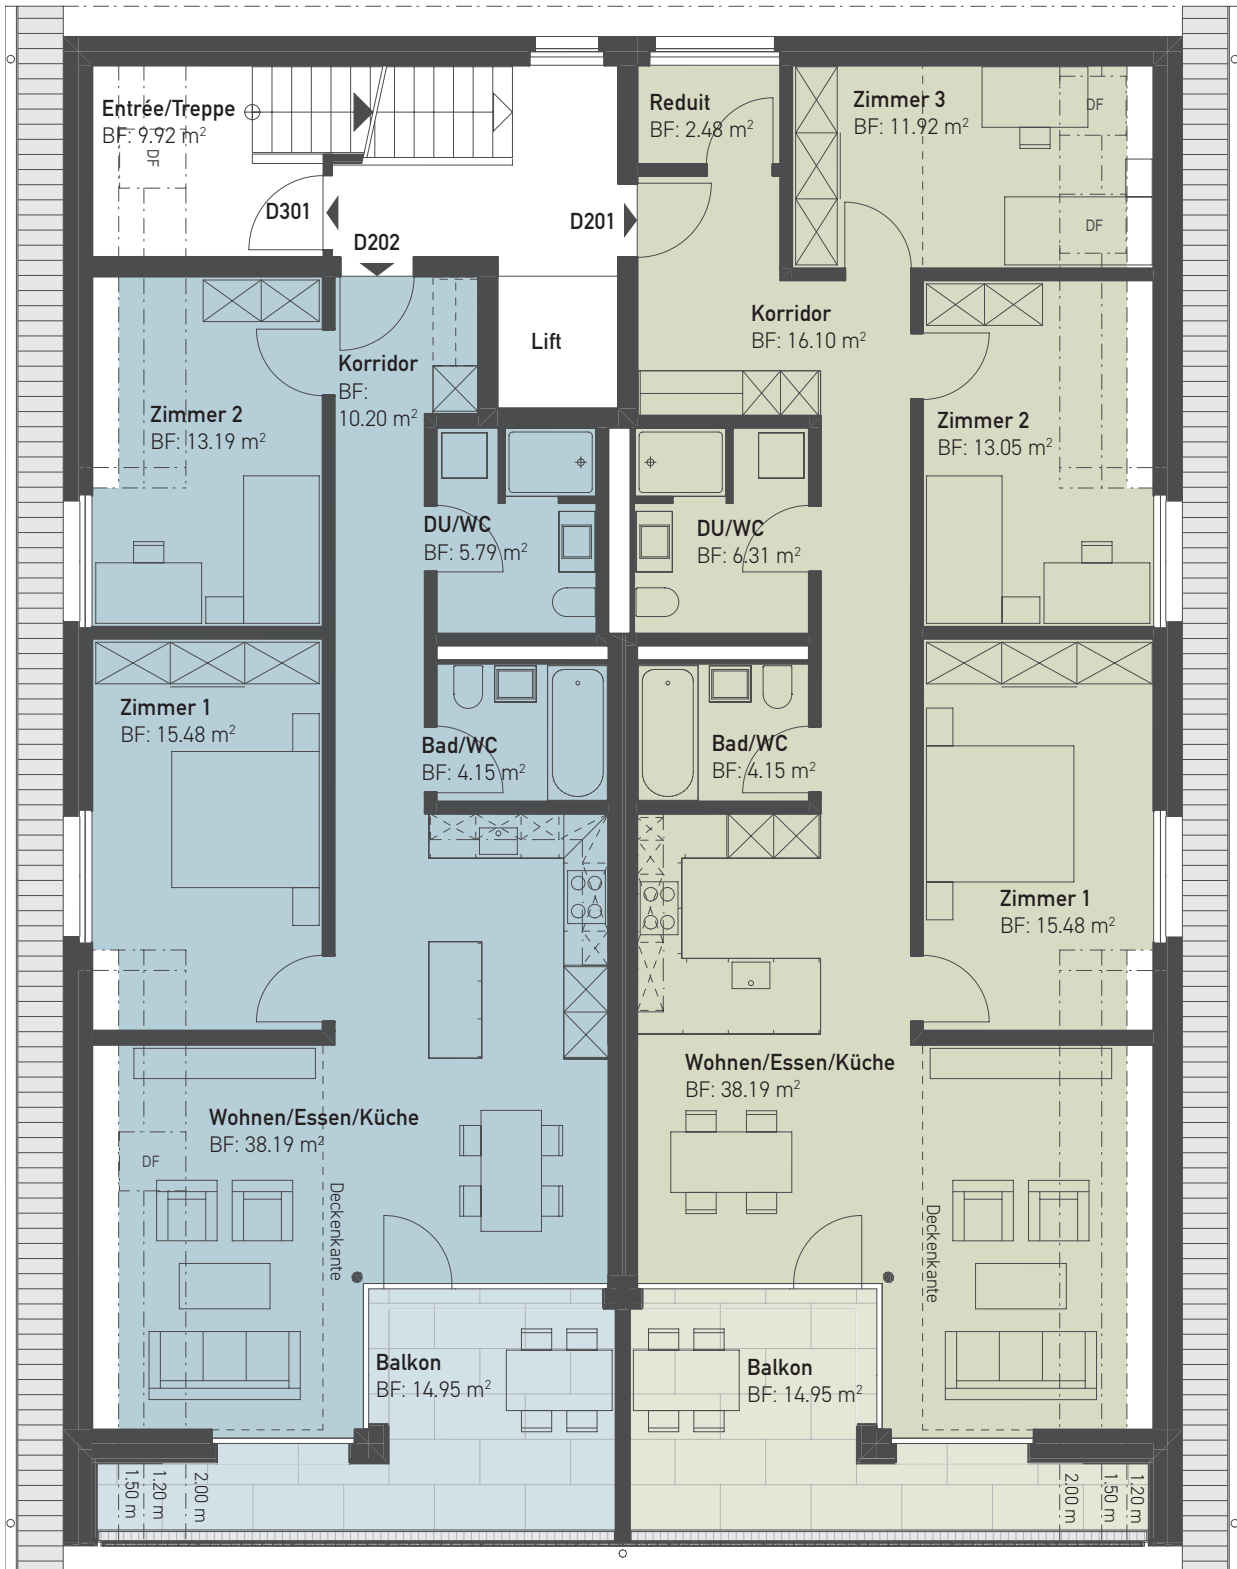 Entrée/Treppe
BF: 9.92 m²
DF
D301
D202
D201
Lift
Reduit
BF: 2.48 m²
Zimmer 3
BF: 11.92 m²
DF
DF
Korridor
BF: 16.10 m²
Korridor
BF:
10.20 m²
Zimmer 2
BF: 13.19 m²
Zimmer 2
BF: 13.05 m²
DU/WC
BF: 5.79 m²
DU/WC
BF: 6.31 m²
Zimmer 1
BF: 15.48 m²
Bad/WC
BF: 4.15 m²
Bad/WC
BF: 4.15 m²
Zimmer 1
BF: 15.48 m²
Wohnen/Essen/Küche
BF: 38.19 m²
Wohnen/Essen/Küche
BF: 38.19 m²
DF
Deckenkante
Deckenkante
Balkon
BF: 14.95 m²
Balkon
BF: 14.95 m²
1.50 m
1.20 m
2.00 m
2.00 m
1.50 m
1.20 m